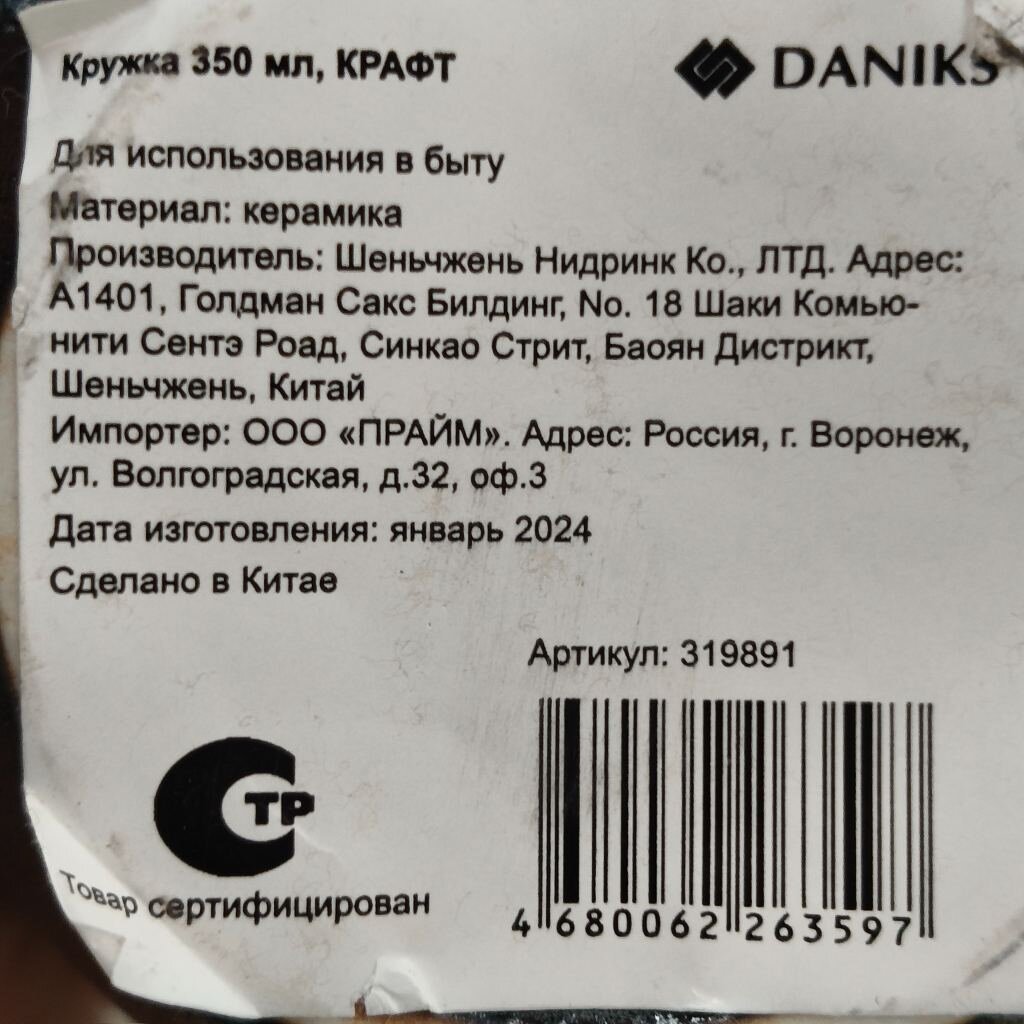 Кружка 350 мл, КРАФТ
DANIKS
Для использования в быту
Материал: керамика
Производитель: Шеньчжень Нидринк Ко., ЛТД. Адрес:
А1401, Голдман Сакс Билдинг, No. 18 Шаки Комью-
нити Сентэ Роад, Синкао Стрит, Баоян Дистрикт,
Шеньчжень, Китай
Импортер: ООО «ПРАЙМ». Адрес: Россия, г. Воронеж,
ул. Волгоградская, д.32, оф.3
Дата изготовления: январь 2024
Сделано в Китае
Артикул: 319891
СТР
Товар сертифицирован
4 680062 263597